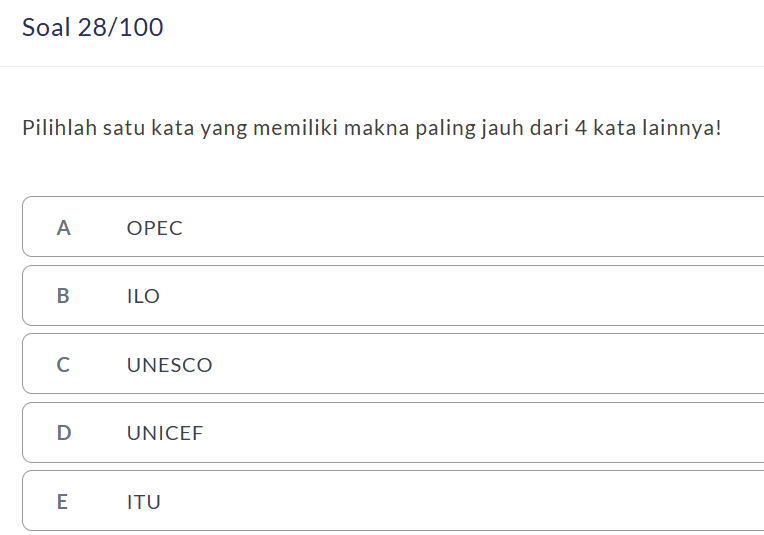 Soal 28/100
Pilihlah satu kata yang memiliki makna paling jauh dari 4 kata lainnya!
A OPEC
B ILO
C UNESCO
D UNICEF
E ITU